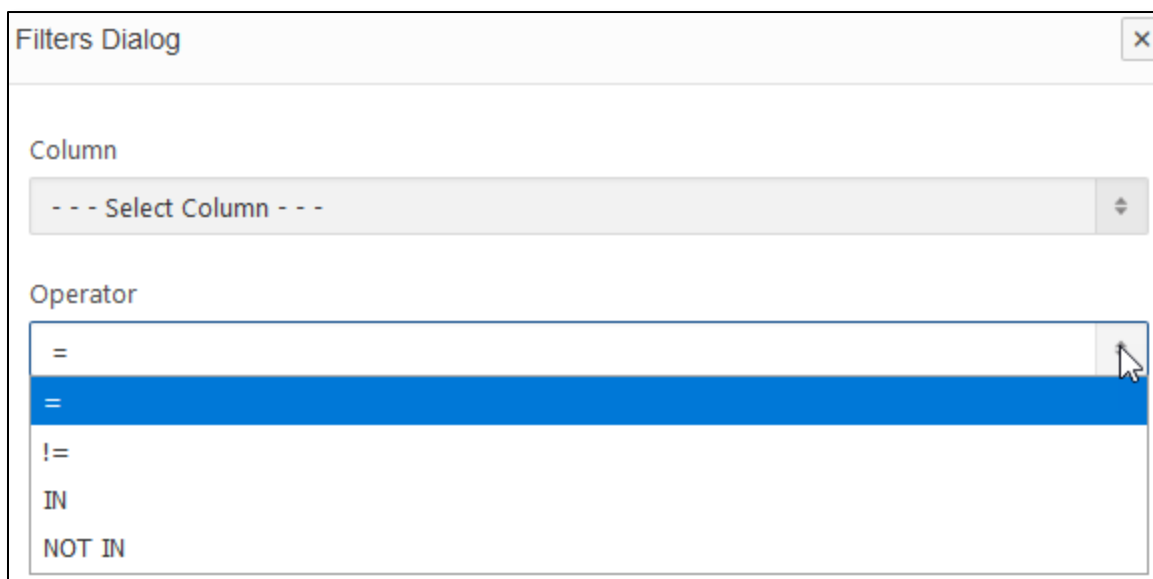 Filters Dialog
Column
- - - Select Column - - -
Operator
=
=
!=
IN
NOT IN